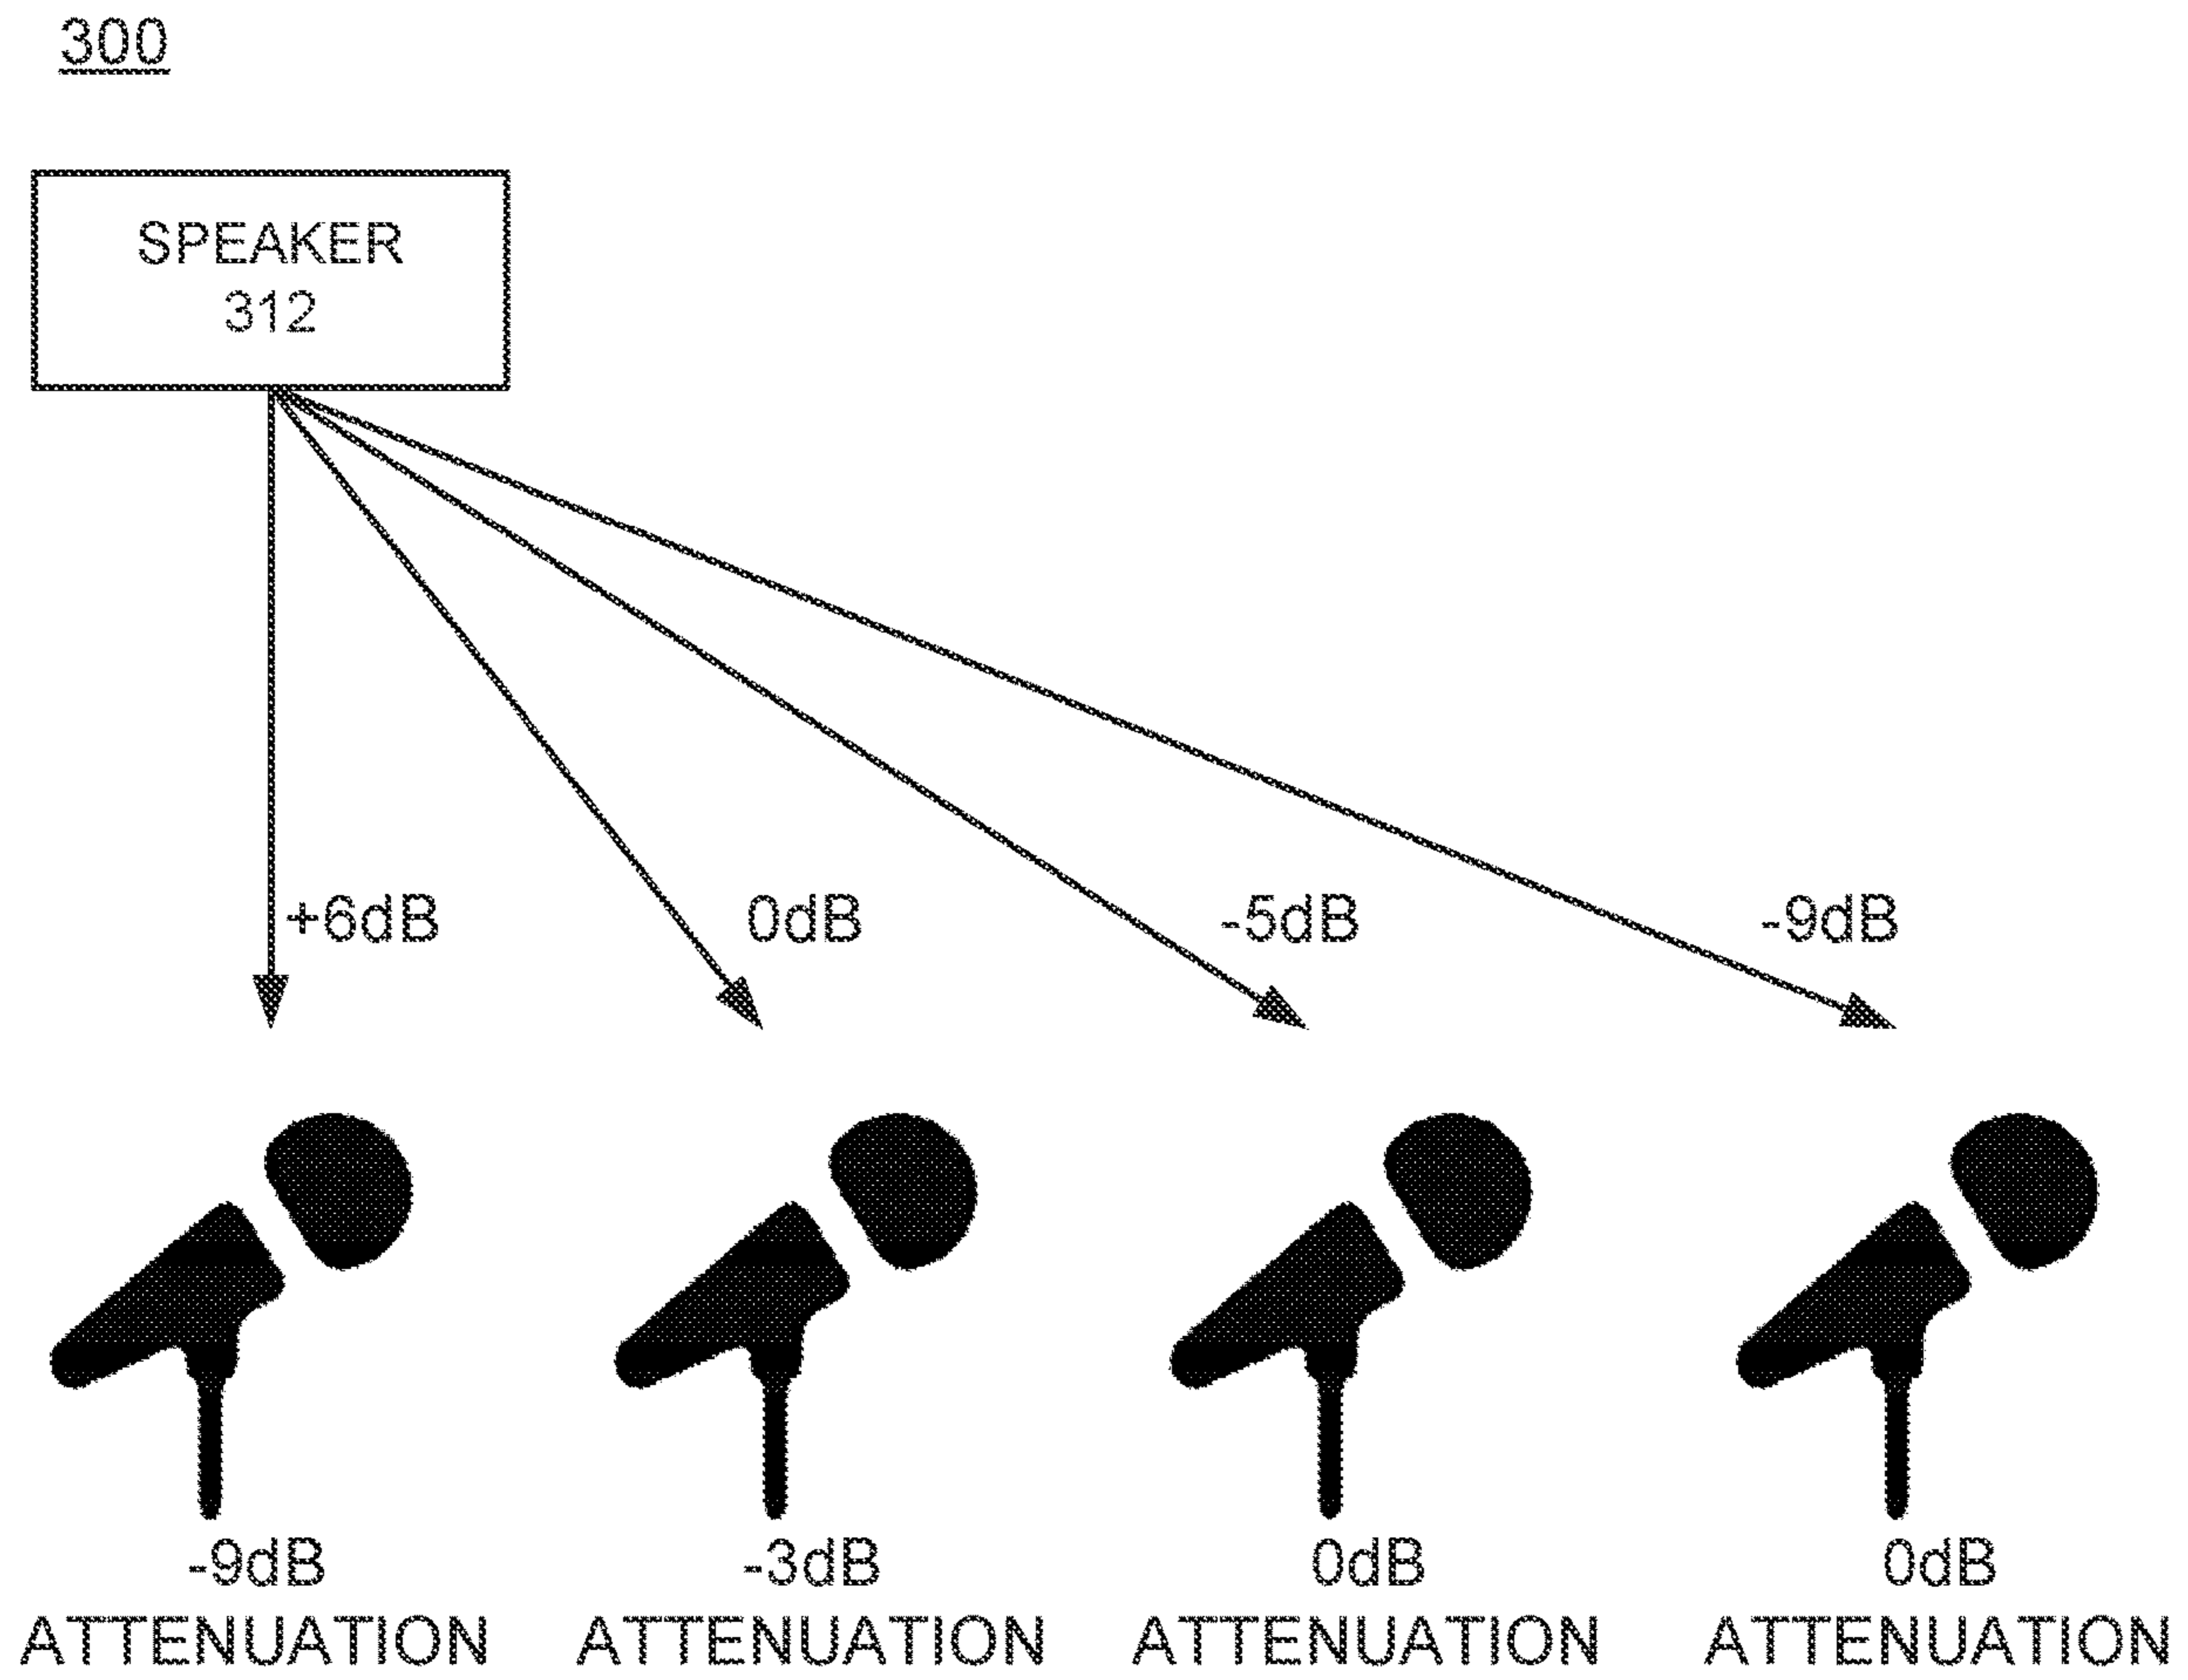 300
SPEAKER
312
+6dB 0dB -5dB -9dB
-9dB -3dB 0dB 0dB
ATTENUATION ATTENUATION ATTENUATION ATTENUATION